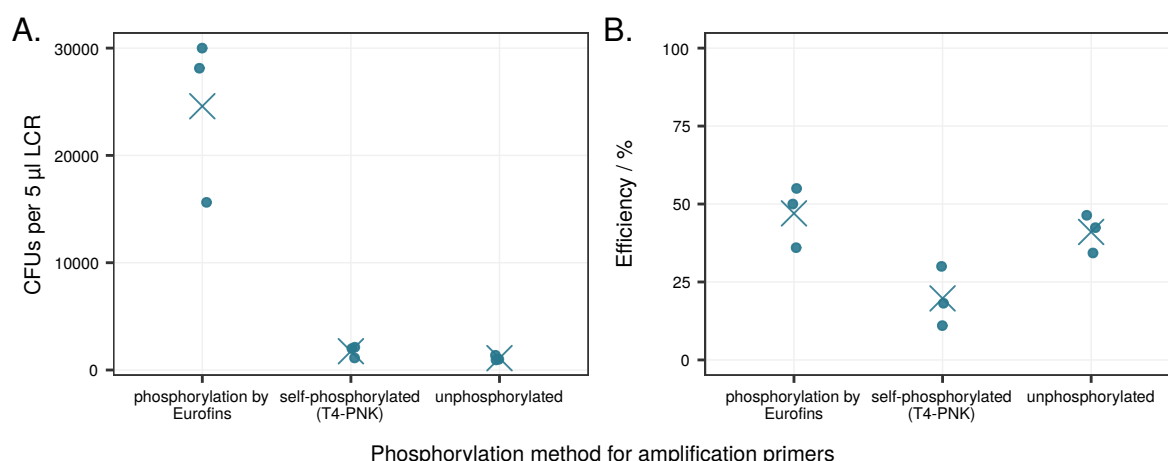 A.
CFUs per 5 µl LCR
30000
20000
10000
0
phosphorylation by
Eurofins
self-phosphorylated
(T4-PNK)
unphosphorylated
B.
Efficiency / %
100
75
50
25
0
phosphorylation by
Eurofins
self-phosphorylated
(T4-PNK)
unphosphorylated
Phosphorylation method for amplification primers